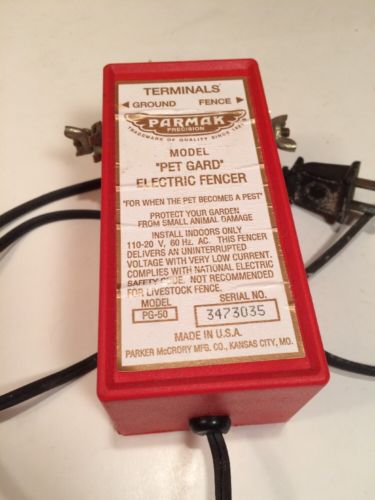 TERMINALS
◄ GROUND FENCE ►
PARMAK
PRECISION
TRADEMARK OF QUALITY SINCE 1921
MODEL
"PET GARD"
ELECTRIC FENCER
"FOR WHEN THE PET BECOMES A PEST"
PROTECT YOUR GARDEN
FROM SMALL ANIMAL DAMAGE
INSTALL INDOORS ONLY
110-20 V, 60 Hz. AC. THIS FENCER
DELIVERS AN UNINTERRUPTED
VOLTAGE WITH VERY LOW CURRENT.
COMPLIES WITH NATIONAL ELECTRIC
SAFETY CODE. NOT RECOMMENDED
FOR LIVESTOCK FENCE.
MODEL SERIAL NO.
PG-50 3473035
MADE IN U.S.A.
PARKER McCRORY MFG. CO., KANSAS CITY, MO.